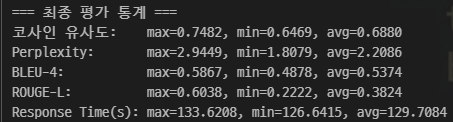 === 최종 평가 통계 ===
코사인 유사도: max=0.7482, min=0.6469, avg=0.6880
Perplexity: max=2.9449, min=1.8079, avg=2.2086
BLEU-4: max=0.5867, min=0.4878, avg=0.5374
ROUGE-L: max=0.6038, min=0.2222, avg=0.3824
Response Time(s): max=133.6208, min=126.6415, avg=129.7084